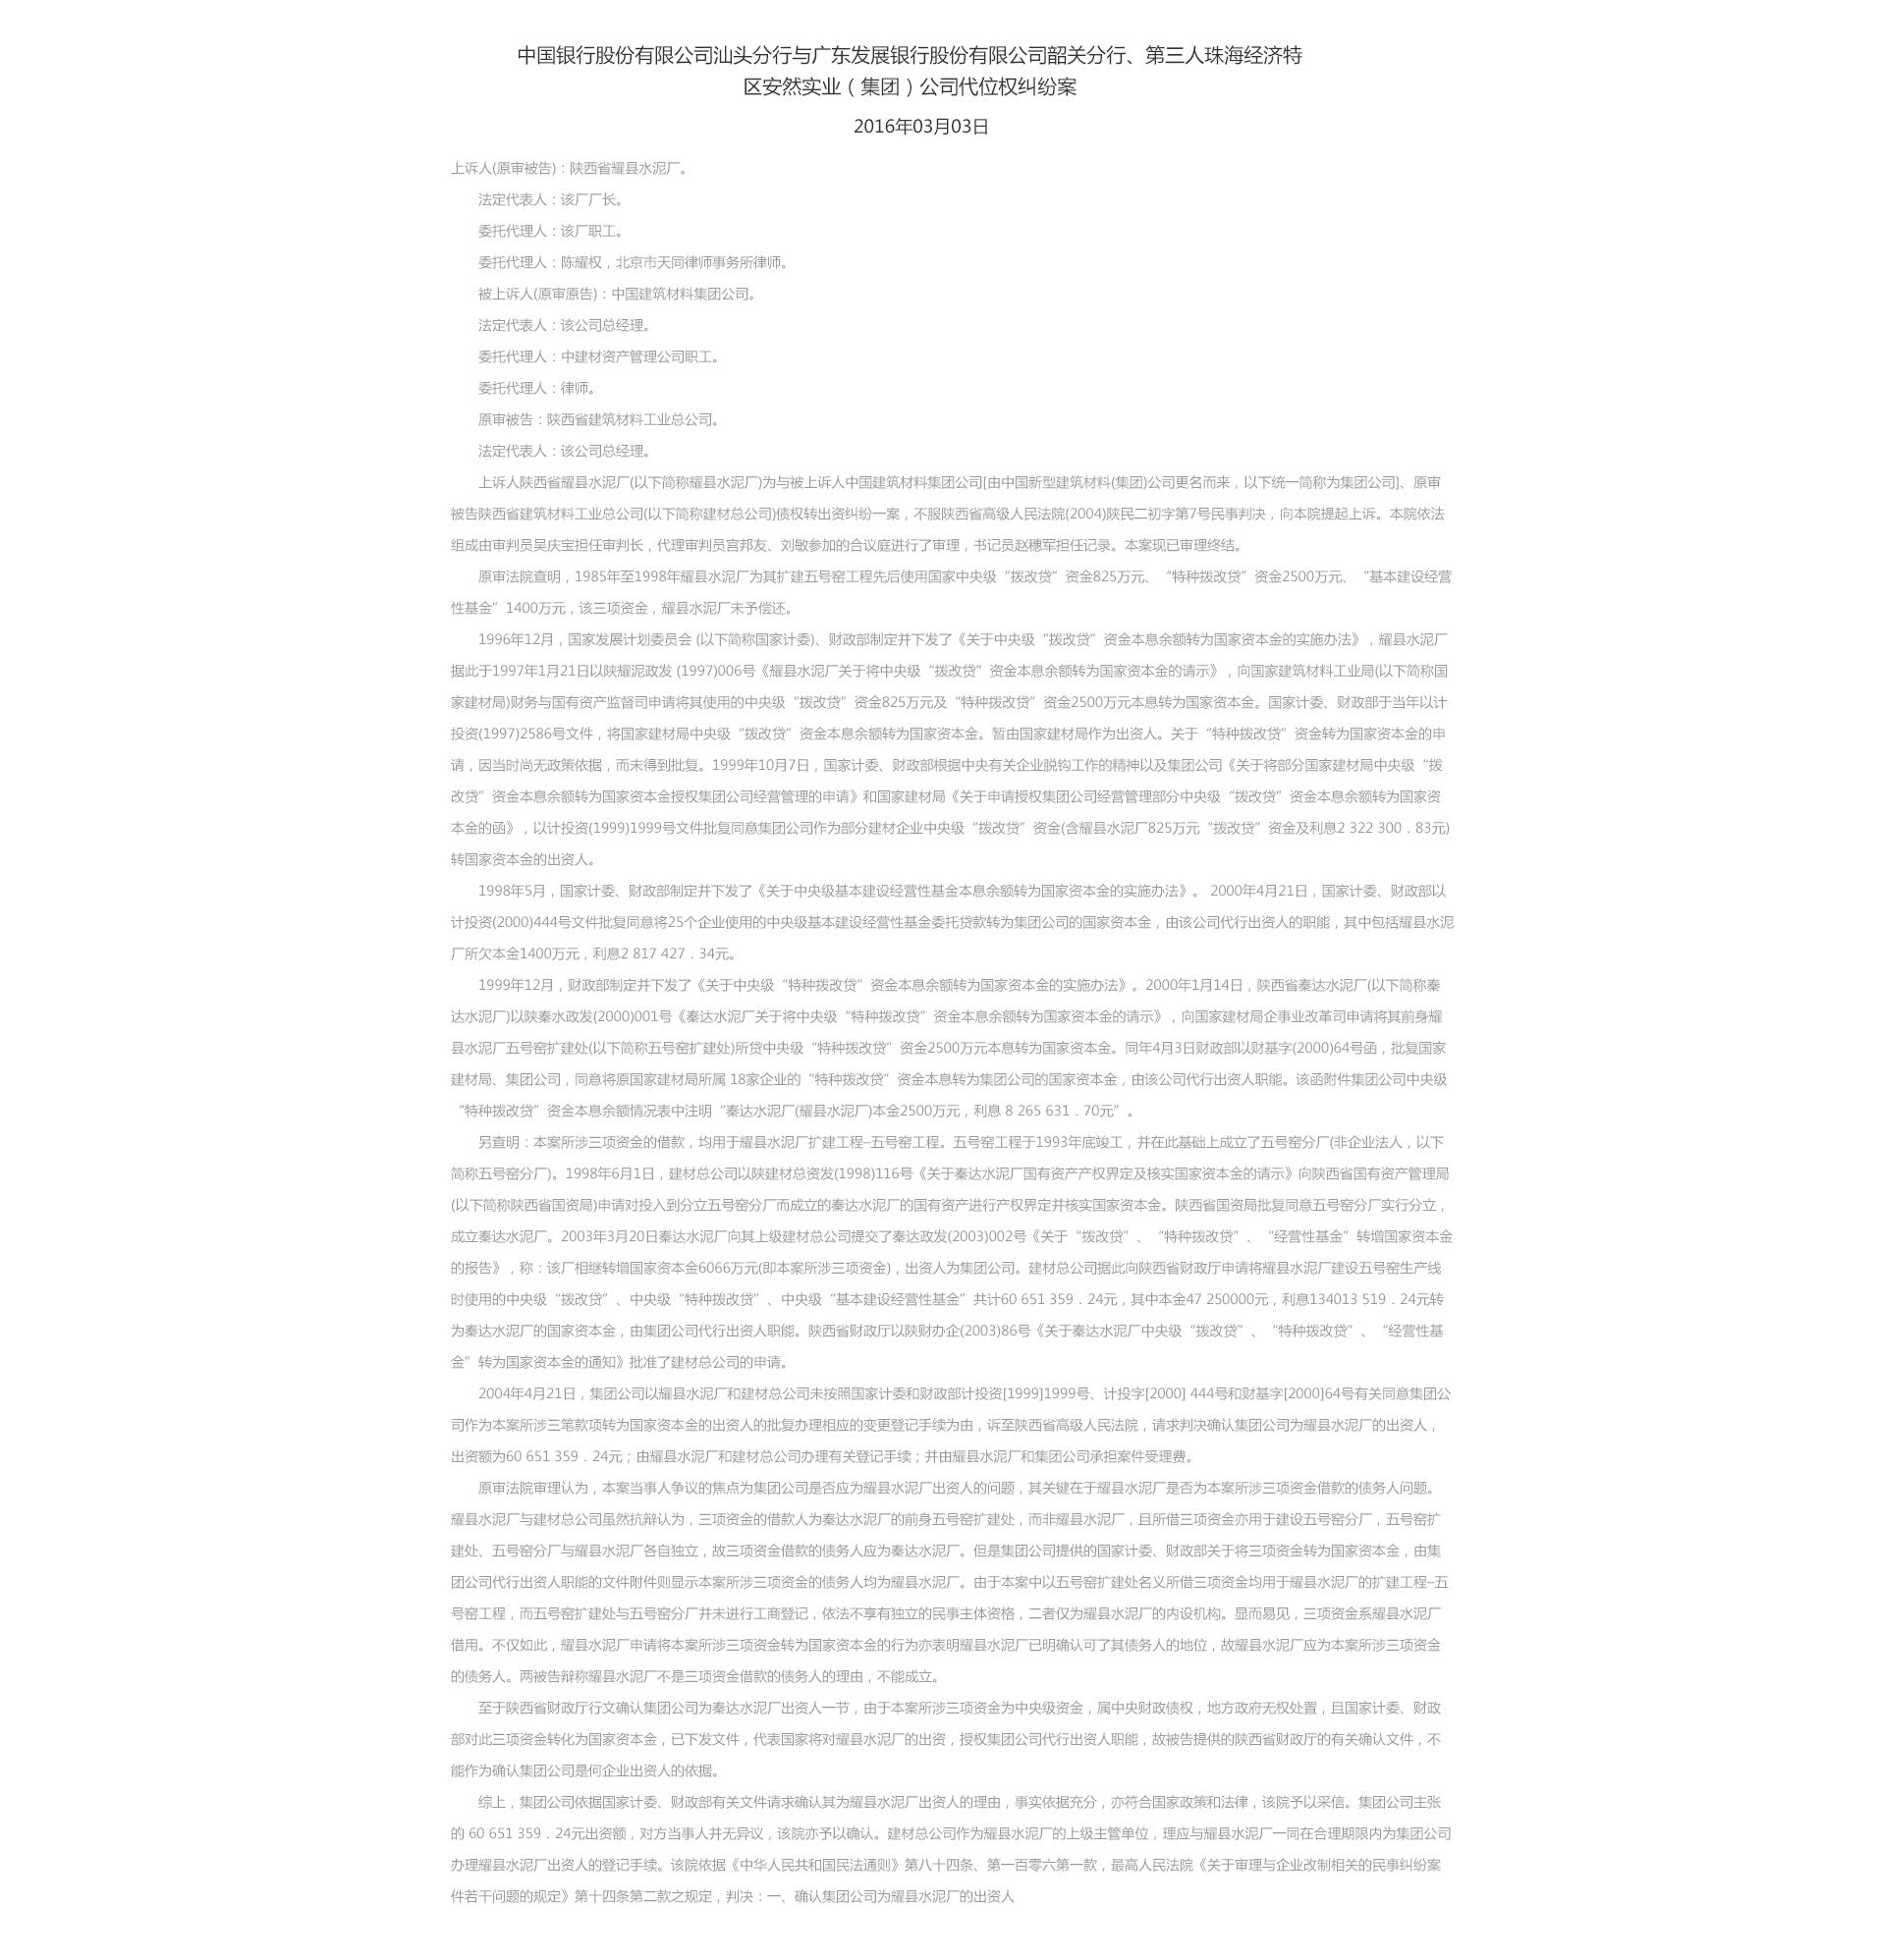 中国银行股份有限公司汕头分行与广东发展银行股份有限公司韶关分行、第三人珠海经济特
区安然实业（集团）公司代位权纠纷案
2016年03月03日
上诉人(原审被告)：陕西省耀县水泥厂。
法定代表人：该厂厂长。
委托代理人：该厂职工。
委托代理人：陈耀权，北京市天同律师事务所律师。
被上诉人(原审原告)：中国建筑材料集团公司。
法定代表人：该公司总经理。
委托代理人：中建材资产管理公司职工。
委托代理人：律师。
原审被告：陕西省建筑材料工业总公司。
法定代表人：该公司总经理。
上诉人陕西省耀县水泥厂(以下简称耀县水泥厂)为与被上诉人中国建筑材料集团公司[由中国新型建筑材料(集团)公司更名而来，以下统一简称为集团公司]、原审
被告陕西省建筑材料工业总公司(以下简称建材总公司)债权转出资纠纷一案，不服陕西省高级人民法院(2004)陕民二初字第7号民事判决，向本院提起上诉。本院依法
组成由审判员吴庆宝担任审判长，代理审判员宫邦友、刘敏参加的合议庭进行了审理，书记员赵穗军担任记录。本案现已审理终结。
原审法院查明，1985年至1998年耀县水泥厂为其扩建五号窑工程先后使用国家中央级“拨改贷”资金825万元、“特种拨改贷”资金2500万元、“基本建设经营
性基金”1400万元，该三项资金，耀县水泥厂未予偿还。
1996年12月，国家发展计划委员会 (以下简称国家计委)、财政部制定并下发了《关于中央级“拨改贷”资金本息余额转为国家资本金的实施办法》，耀县水泥厂
据此于1997年1月21日以陕耀泥政发 (1997)006号《耀县水泥厂关于将中央级“拨改贷”资金本息余额转为国家资本金的请示》，向国家建筑材料工业局(以下简称国
家建材局)财务与国有资产监督司申请将其使用的中央级“拨改贷”资金825万元及“特种拨改贷”资金2500万元本息转为国家资本金。国家计委、财政部于当年以计
投资(1997)2586号文件，将国家建材局中央级“拨改贷”资金本息余额转为国家资本金。暂由国家建材局作为出资人。关于“特种拨改贷”资金转为国家资本金的申
请，因当时尚无政策依据，而未得到批复。1999年10月7日，国家计委、财政部根据中央有关企业脱钩工作的精神以及集团公司《关于将部分国家建材局中央级“拨
改贷”资金本息余额转为国家资本金授权集团公司经营管理的申请》和国家建材局《关于申请授权集团公司经营管理部分中央级“拨改贷”资金本息余额转为国家资
本金的函》，以计投资(1999)1999号文件批复同意集团公司作为部分建材企业中央级“拨改贷”资金(含耀县水泥厂825万元“拨改贷”资金及利息2 322 300．83元)
转国家资本金的出资人。
1998年5月，国家计委、财政部制定并下发了《关于中央级基本建设经营性基金本息余额转为国家资本金的实施办法》。 2000年4月21日，国家计委、财政部以
计投资(2000)444号文件批复同意将25个企业使用的中央级基本建设经营性基金委托贷款转为集团公司的国家资本金，由该公司代行出资人的职能，其中包括耀县水泥
厂所欠本金1400万元，利息2 817 427．34元。
1999年12月，财政部制定并下发了《关于中央级“特种拨改贷”资金本息余额转为国家资本金的实施办法》。2000年1月14日，陕西省秦达水泥厂(以下简称秦
达水泥厂)以陕秦水政发(2000)001号《秦达水泥厂关于将中央级“特种拨改贷”资金本息余额转为国家资本金的请示》，向国家建材局企事业改革司申请将其前身耀
县水泥厂五号窑扩建处(以下简称五号窑扩建处)所贷中央级“特种拨改贷”资金2500万元本息转为国家资本金。同年4月3日财政部以财基字(2000)64号函，批复国家
建材局、集团公司，同意将原国家建材局所属 18家企业的“特种拨改贷”资金本息转为集团公司的国家资本金，由该公司代行出资人职能。该函附件集团公司中央级
“特种拨改贷”资金本息余额情况表中注明“秦达水泥厂(耀县水泥厂)本金2500万元，利息 8 265 631．70元”。
另查明：本案所涉三项资金的借款，均用于耀县水泥厂扩建工程–五号窑工程。五号窑工程于1993年底竣工，并在此基础上成立了五号窑分厂(非企业法人，以下
简称五号窑分厂)。1998年6月1日，建材总公司以陕建材总资发(1998)116号《关于秦达水泥厂国有资产产权界定及核实国家资本金的请示》向陕西省国有资产管理局
(以下简称陕西省国资局)申请对投入到分立五号窑分厂而成立的秦达水泥厂的国有资产进行产权界定并核实国家资本金。陕西省国资局批复同意五号窑分厂实行分立，
成立秦达水泥厂。2003年3月20日秦达水泥厂向其上级建材总公司提交了秦达政发(2003)002号《关于“拨改贷”、“特种拨改贷”、“经营性基金”转增国家资本金
的报告》，称：该厂相继转增国家资本金6066万元(即本案所涉三项资金)，出资人为集团公司。建材总公司据此向陕西省财政厅申请将耀县水泥厂建设五号窑生产线
时使用的中央级“拨改贷”、中央级“特种拨改贷”、中央级“基本建设经营性基金”共计60 651 359．24元，其中本金47 250000元，利息134013 519．24元转
为秦达水泥厂的国家资本金，由集团公司代行出资人职能。陕西省财政厅以陕财办企(2003)86号《关于秦达水泥厂中央级“拨改贷”、“特种拨改贷”、“经营性基
金”转为国家资本金的通知》批准了建材总公司的申请。
2004年4月21日，集团公司以耀县水泥厂和建材总公司未按照国家计委和财政部计投资[1999]1999号、计投字[2000] 444号和财基字[2000]64号有关同意集团公
司作为本案所涉三笔款项转为国家资本金的出资人的批复办理相应的变更登记手续为由，诉至陕西省高级人民法院，请求判决确认集团公司为耀县水泥厂的出资人，
出资额为60 651 359．24元；由耀县水泥厂和建材总公司办理有关登记手续；并由耀县水泥厂和集团公司承担案件受理费。
原审法院审理认为，本案当事人争议的焦点为集团公司是否应为耀县水泥厂出资人的问题，其关键在于耀县水泥厂是否为本案所涉三项资金借款的债务人问题。
耀县水泥厂与建材总公司虽然抗辩认为，三项资金的借款人为秦达水泥厂的前身五号窑扩建处，而非耀县水泥厂，且所借三项资金亦用于建设五号窑分厂，五号窑扩
建处、五号窑分厂与耀县水泥厂各自独立，故三项资金借款的债务人应为秦达水泥厂。但是集团公司提供的国家计委、财政部关于将三项资金转为国家资本金，由集
团公司代行出资人职能的文件附件则显示本案所涉三项资金的债务人均为耀县水泥厂。由于本案中以五号窑扩建处名义所借三项资金均用于耀县水泥厂的扩建工程–五
号窑工程，而五号窑扩建处与五号窑分厂并未进行工商登记，依法不享有独立的民事主体资格，二者仅为耀县水泥厂的内设机构。显而易见，三项资金系耀县水泥厂
借用。不仅如此，耀县水泥厂申请将本案所涉三项资金转为国家资本金的行为亦表明耀县水泥厂已明确认可了其债务人的地位，故耀县水泥厂应为本案所涉三项资金
的债务人。两被告辩称耀县水泥厂不是三项资金借款的债务人的理由，不能成立。
至于陕西省财政厅行文确认集团公司为秦达水泥厂出资人一节，由于本案所涉三项资金为中央级资金，属中央财政债权，地方政府无权处置，且国家计委、财政
部对此三项资金转化为国家资本金，已下发文件，代表国家将对耀县水泥厂的出资，授权集团公司代行出资人职能，故被告提供的陕西省财政厅的有关确认文件，不
能作为确认集团公司是何企业出资人的依据。
综上，集团公司依据国家计委、财政部有关文件请求确认其为耀县水泥厂出资人的理由，事实依据充分，亦符合国家政策和法律，该院予以采信。集团公司主张
的 60 651 359．24元出资额，对方当事人并无异议，该院亦予以确认。建材总公司作为耀县水泥厂的上级主管单位，理应与耀县水泥厂一同在合理期限内为集团公司
办理耀县水泥厂出资人的登记手续。该院依据《中华人民共和国民法通则》第八十四条、第一百零六第一款，最高人民法院《关于审理与企业改制相关的民事纠纷案
件若干问题的规定》第十四条第二款之规定，判决：一、确认集团公司为耀县水泥厂的出资人